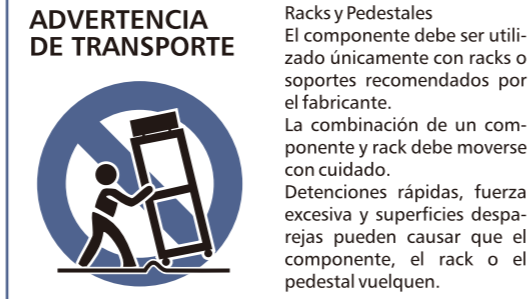 ADVERTENCIA
DE TRANSPORTE
Racks y Pedestales
El componente debe ser utili-
zado únicamente con racks o
soportes recomendados por
el fabricante.
La combinación de un com-
ponente y rack debe moverse
con cuidado.
Detenciones rápidas, fuerza
excesiva y superficies despa-
rejas pueden causar que el
componente, el rack o el
pedestal vuelquen.